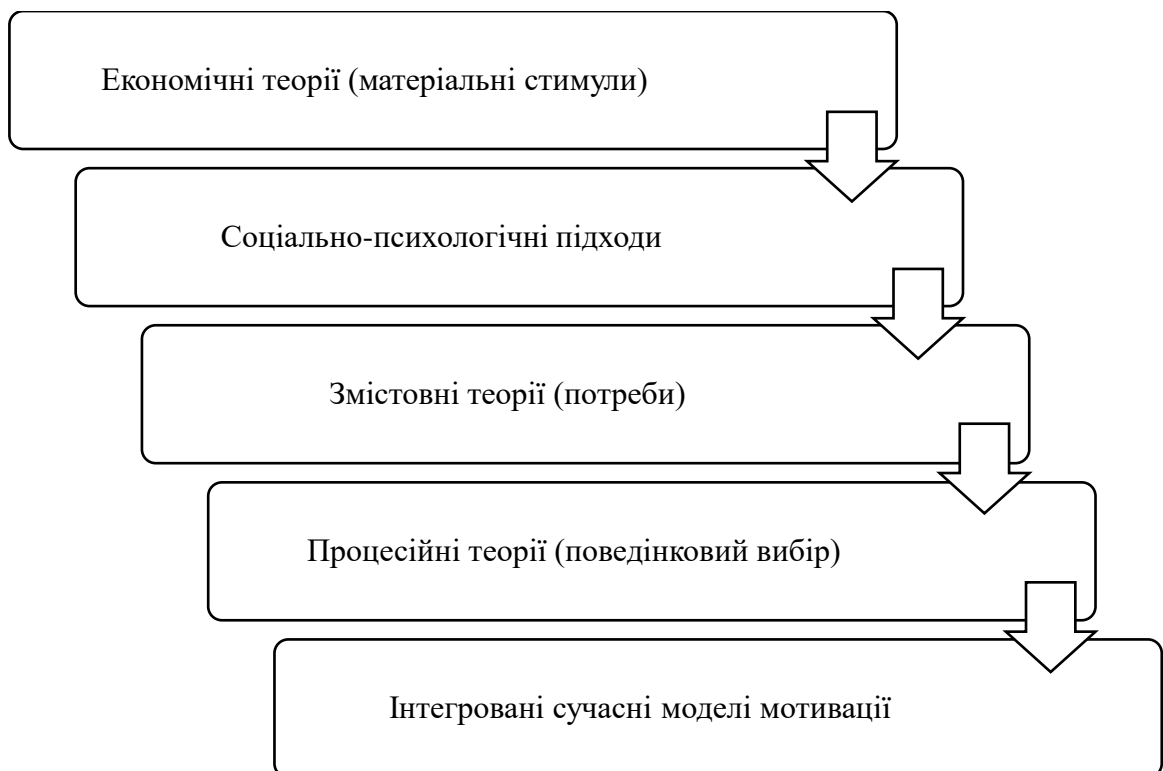 Економічні теорії (матеріальні стимули)
Соціально-психологічні підходи
Змістовні теорії (потреби)
Процесійні теорії (поведінковий вибір)
Інтегровані сучасні моделі мотивації